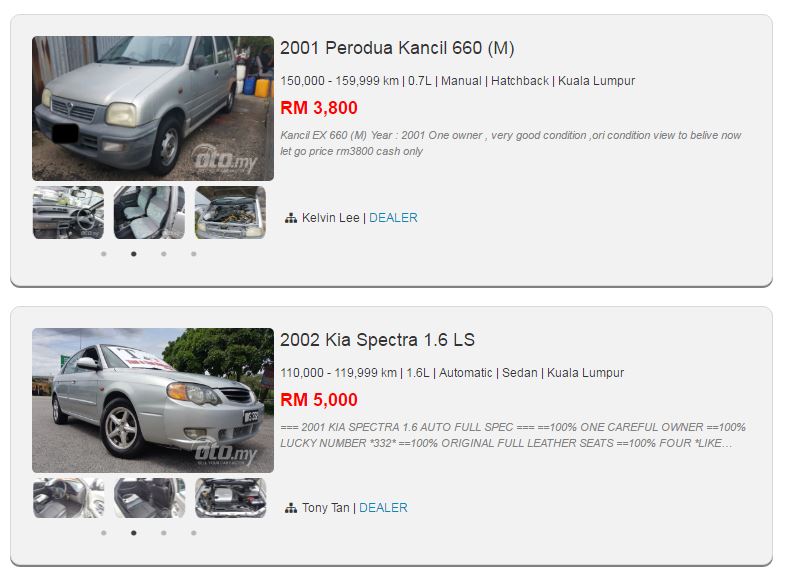 2001 Perodua Kancil 660 (M)
150,000 - 159,999 km | 0.7L | Manual | Hatchback | Kuala Lumpur
RM 3,800
Kancil EX 660 (M) Year : 2001 One owner , very good condition ,ori condition view to belive now
let go price rm3800 cash only
oto.my
Kelvin Lee | DEALER
2002 Kia Spectra 1.6 LS
110,000 - 119,999 km | 1.6L | Automatic | Sedan | Kuala Lumpur
RM 5,000
=== 2001 KIA SPECTRA 1.6 AUTO FULL SPEC === ==100% ONE CAREFUL OWNER ==100%
LUCKY NUMBER *332* ==100% ORIGINAL FULL LEATHER SEATS ==100% FOUR *LIKE…
oto.my
SELL YOUR CAR FASTER
Tony Tan | DEALER